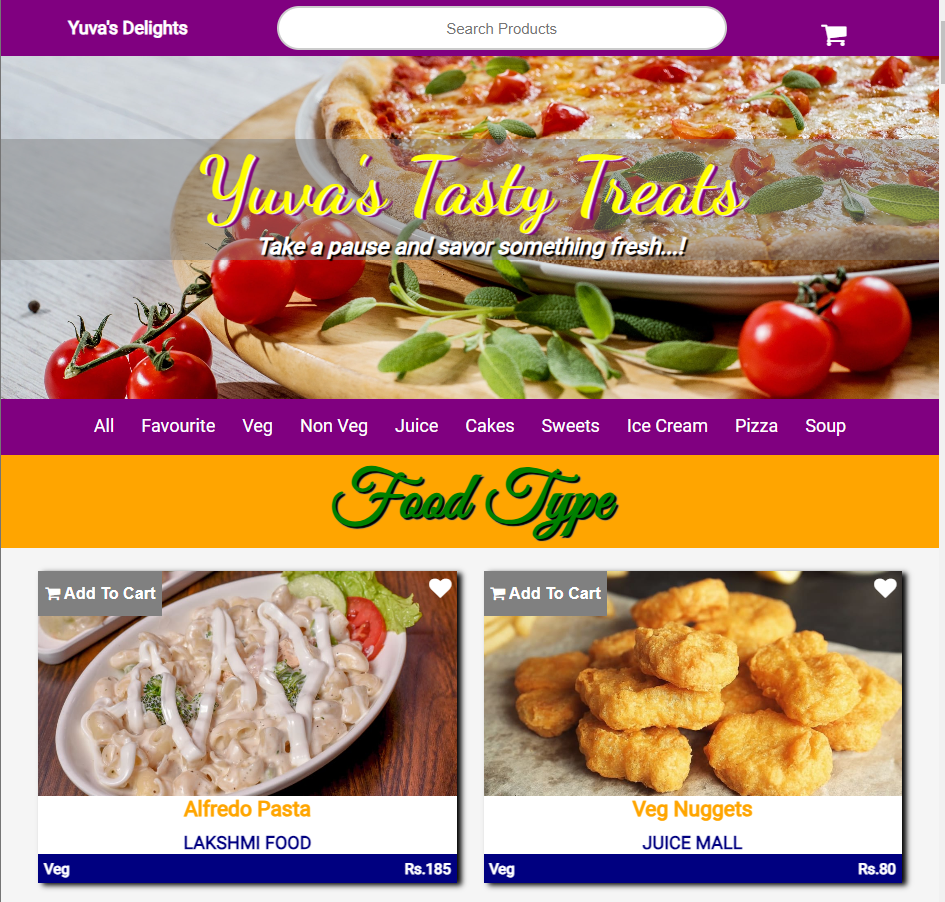 Yuva's Delights
Search Products
Yuva's Tasty Treats
Take a pause and savor something fresh...!
All Favourite Veg Non Veg Juice Cakes Sweets Ice Cream Pizza Soup
Food Type
Add To Cart
Alfredo Pasta
LAKSHMI FOOD
Veg Rs.185
Add To Cart
Veg Nuggets
JUICE MALL
Veg Rs.80